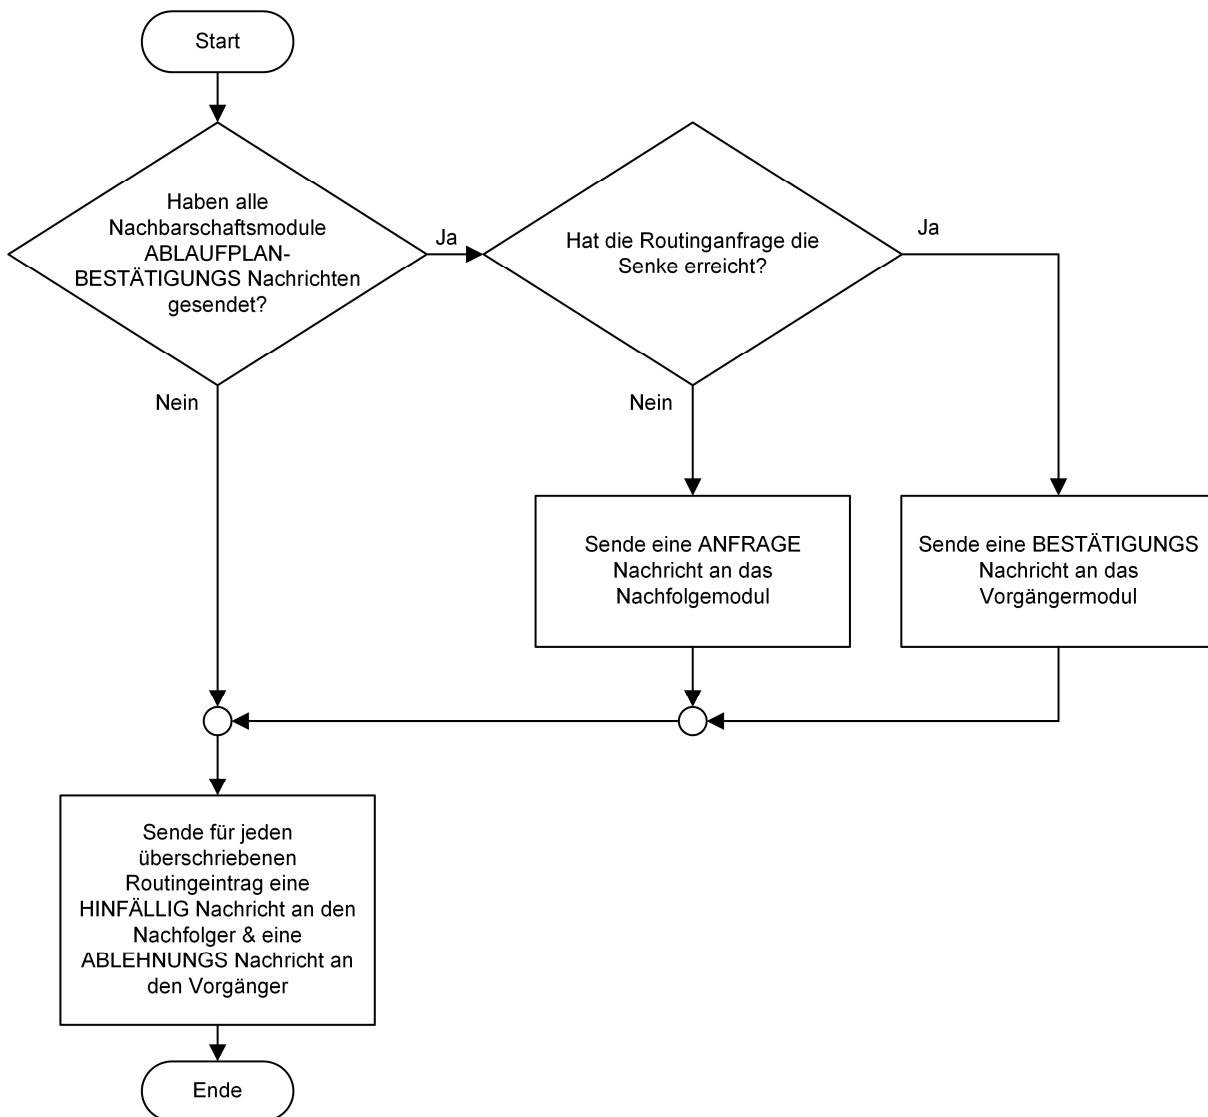 Start
Haben alle
Nachbarschaftsmodule
ABLAUFPLAN-
BESTÄTIGUNGS Nachrichten
gesendet?
Ja
Hat die Routinganfrage die
Senke erreicht?
Ja
Nein
Nein
Sende eine ANFRAGE
Nachricht an das
Nachfolgemodul
Sende eine BESTÄTIGUNGS
Nachricht an das
Vorgängermodul
Sende für jeden
überschriebenen
Routingeintrag eine
HINFÄLLIG Nachricht an den
Nachfolger & eine
ABLEHNUNGS Nachricht an
den Vorgänger
Ende